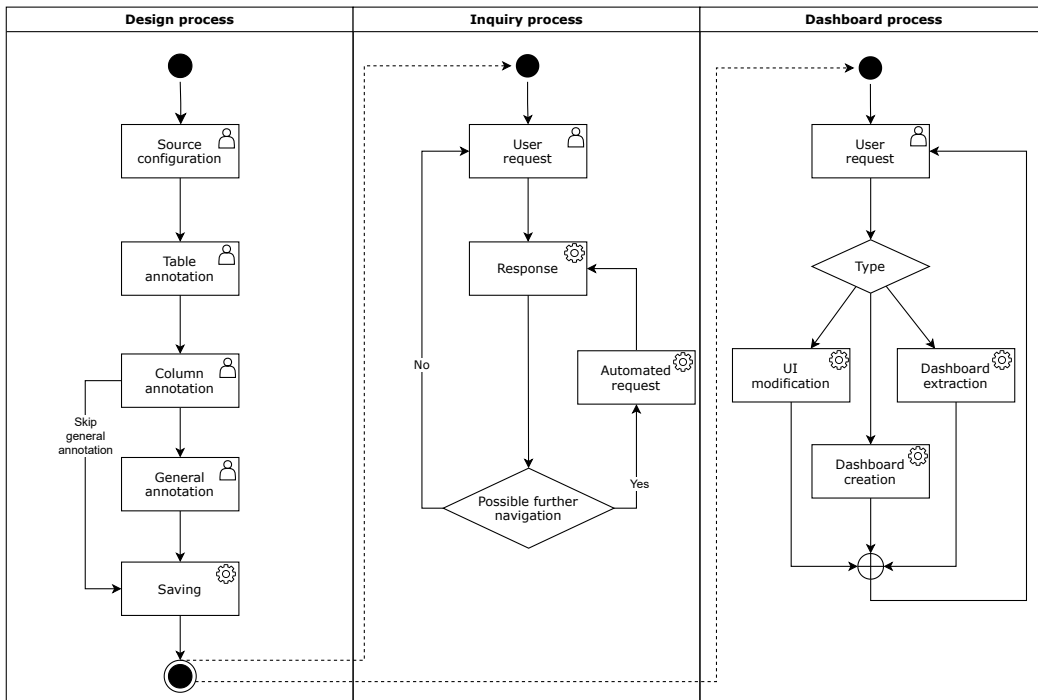 Design process
Inquiry process
Dashboard process
Source
configuration
Table
annotation
Column
annotation
Skip
general
annotation
General
annotation
Saving
User
request
Response
No
Automated
request
Yes
Possible further
navigation
User
request
Type
UI
modification
Dashboard
extraction
Dashboard
creation